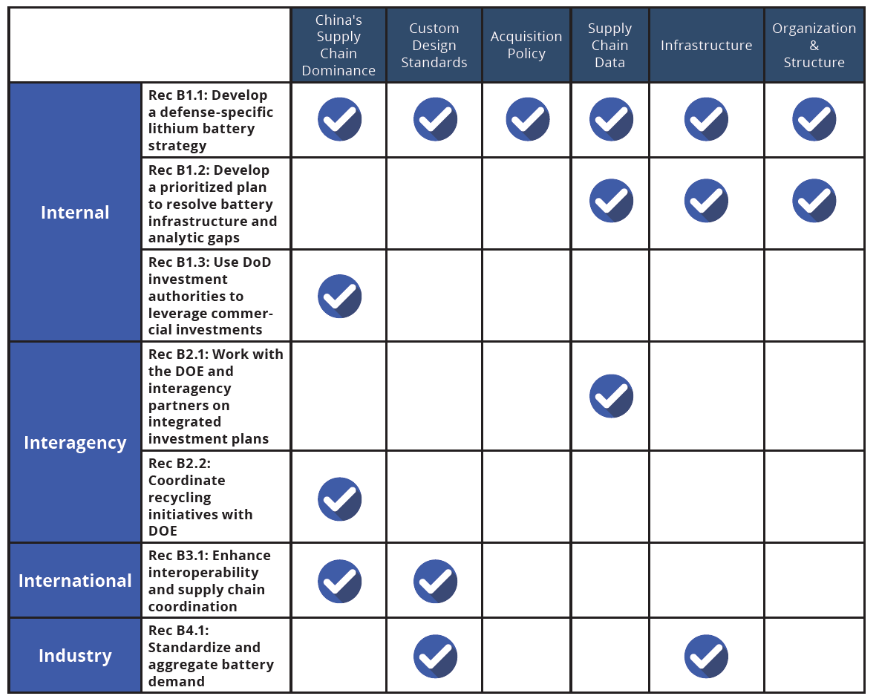 China's
Supply
Chain
Dominance
Custom
Design
Standards
Acquisition
Policy
Supply
Chain
Data
Infrastructure
Organization
&
Structure
Internal
Rec B1.1: Develop
a defense-specific
lithium battery
strategy
Rec B1.2: Develop
a prioritized plan
to resolve battery
infrastructure and
analytic gaps
Rec B1.3: Use DoD
investment
authorities to
leverage commer-
cial investments
Interagency
Rec B2.1: Work with
the DOE and
interagency
partners on
integrated
investment plans
Rec B2.2:
Coordinate
recycling
initiatives with
DOE
International
Rec B3.1: Enhance
interoperability
and supply chain
coordination
Industry
Rec B4.1:
Standardize and
aggregate battery
demand